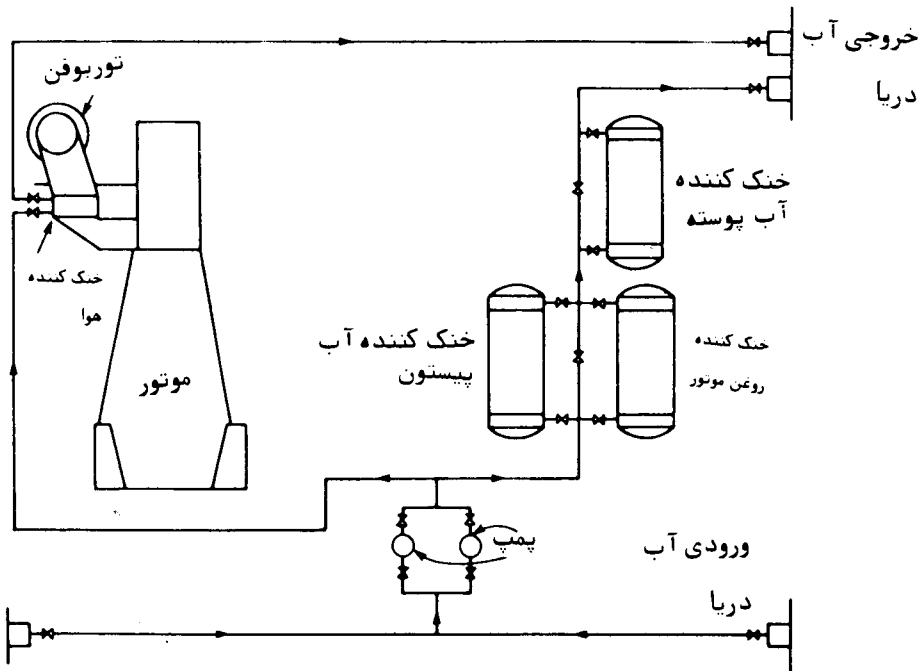 خروجی آب
دریا
توربوفن
خنک کننده
آب پوسته
خنک کننده
هوا
خنک کننده آب
پیستون
خنک کننده
روغن موتور
موتور
پمپ
ورودی آب
دریا